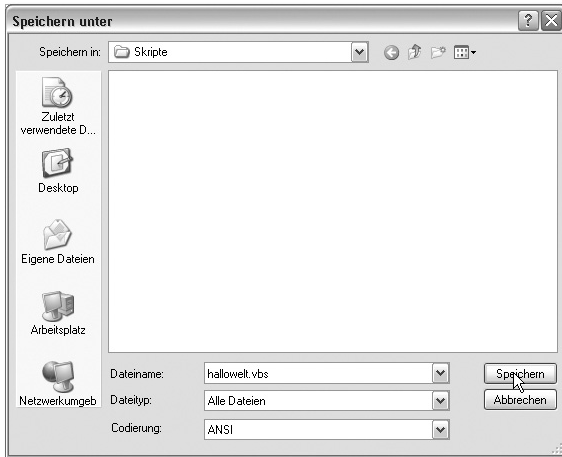 Speichern unter
Speichern in: Skripte
Zuletzt
verwendete D...
Desktop
Eigene Dateien
Arbeitsplatz
Netzwerkumgeb
Dateiname: hallowelt.vbs Speichern
Dateityp: Alle Dateien Abbrechen
Codierung: ANSI